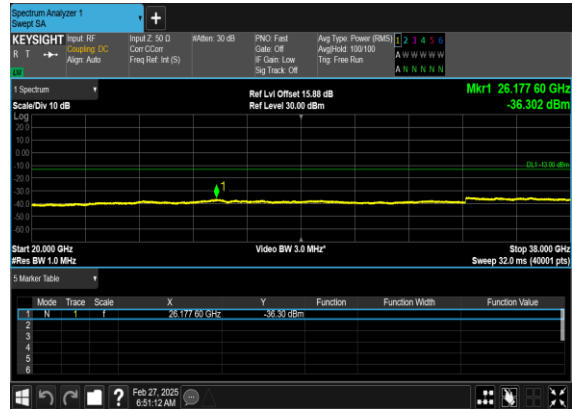 Spectrum Analyzer 1
Swept SA
+
KEYSIGHT Input: RF Input Z: 50 Ω #Atten: 30 dB PNO: Fast Avg Type: Power (RMS) 1 2 3 4 5 6
R T Coupling: DC Corr CCorr Gate: Off Avg|Hold: 100/100 A W W W W W
Align: Auto Freq Ref: Int (S) IF Gain: Low Trig: Free Run
Sig Track: Off A N N N N N
1 Spectrum Ref Lvl Offset 15.88 dB Mkr1 26.177 60 GHz
Scale/Div 10 dB Ref Level 30.00 dBm -36.302 dBm
Log
20.0
10.0
0.00
-10.0 DL1 -13.00 dBm
-20.0
-30.0 1
-40.0
-50.0
-60.0
Start 20.000 GHz Video BW 3.0 MHz* Stop 38.000 GHz
#Res BW 1.0 MHz Sweep 32.0 ms (40001 pts)
5 Marker Table
Mode Trace Scale X Y Function Function Width Function Value
1 N 1 f 26.177 60 GHz -36.30 dBm
2
3
4
5
6
? Feb 27, 2025
6:51:12 AM